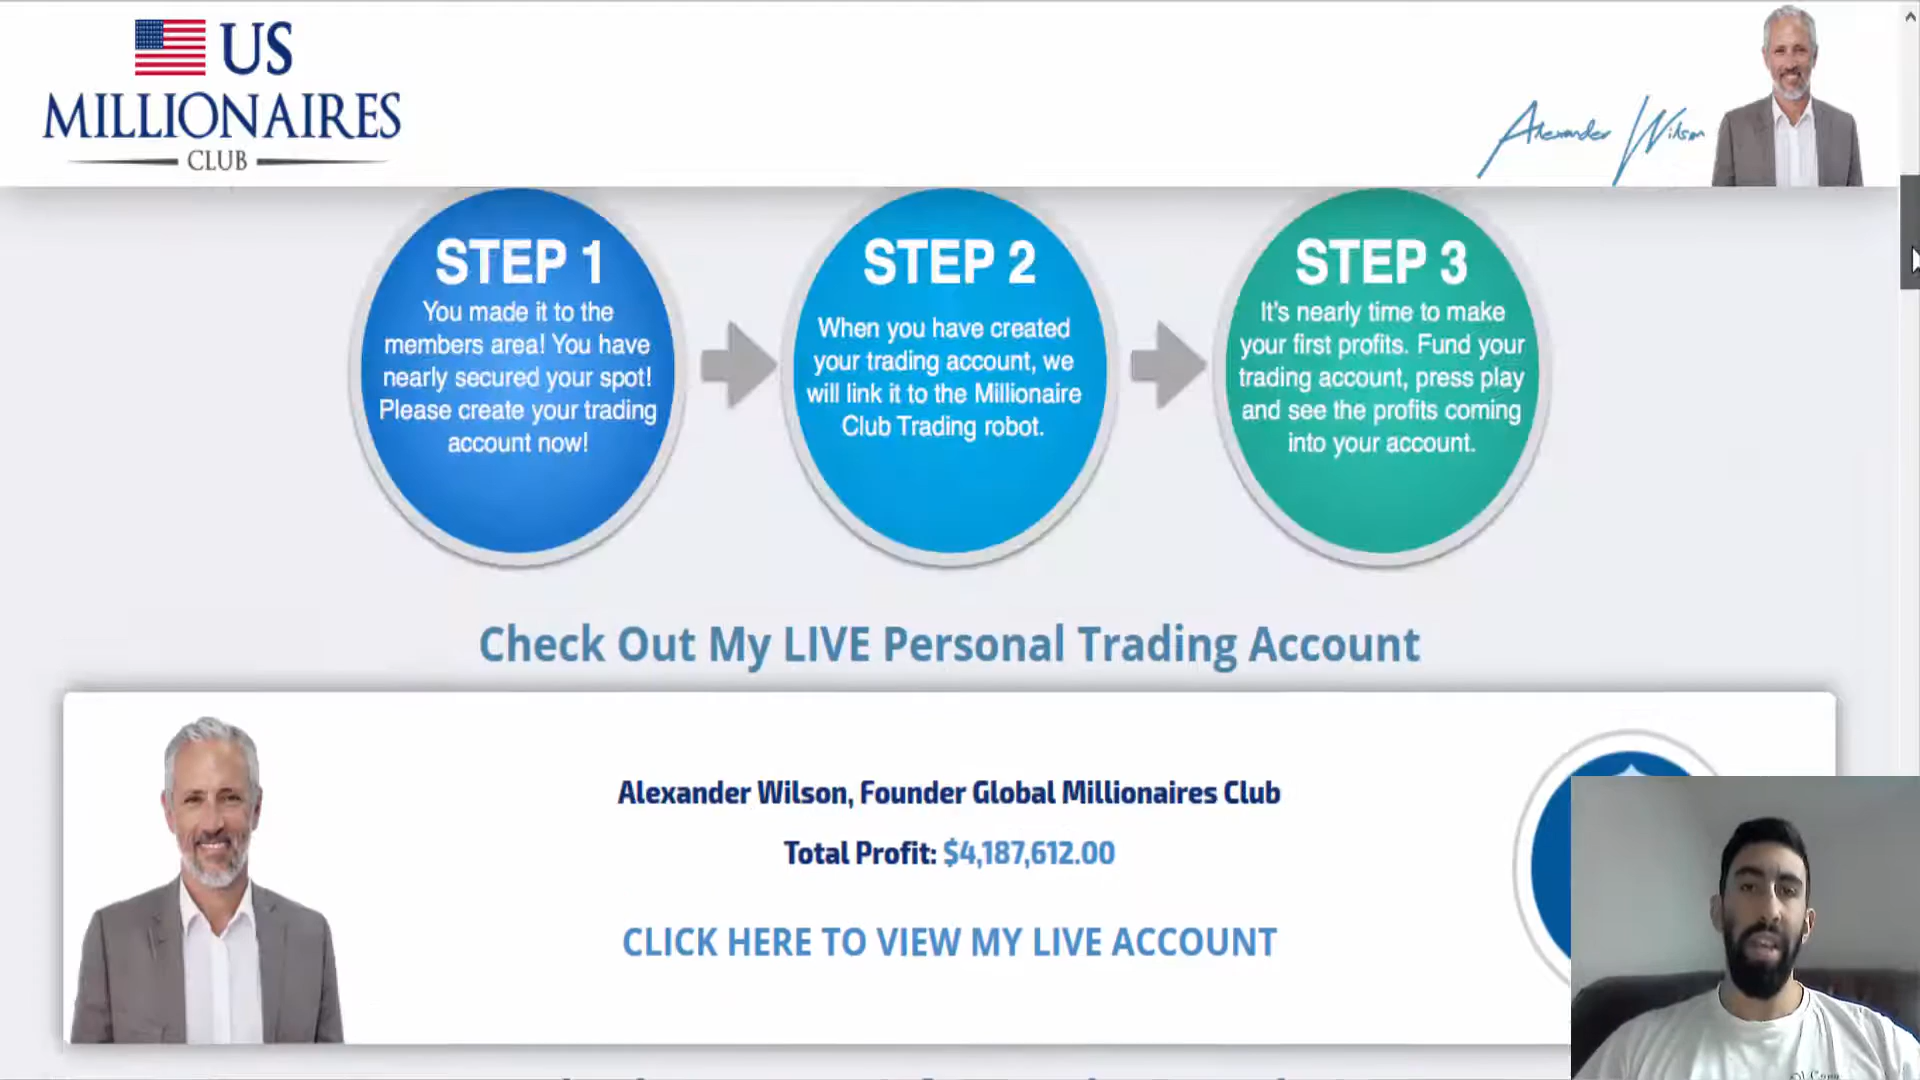 US
MILLIONAIRES
CLUB
Alexander Wilson
STEP 1
You made it to the
members area! You have
nearly secured your spot!
Please create your trading
account now!
STEP 2
When you have created
your trading account, we
will link it to the Millionaire
Club Trading robot.
STEP 3
It's nearly time to make
your first profits. Fund your
trading account, press play
and see the profits coming
into your account.
Check Out My LIVE Personal Trading Account
Alexander Wilson, Founder Global Millionaires Club
Total Profit: $4,187,612.00
CLICK HERE TO VIEW MY LIVE ACCOUNT